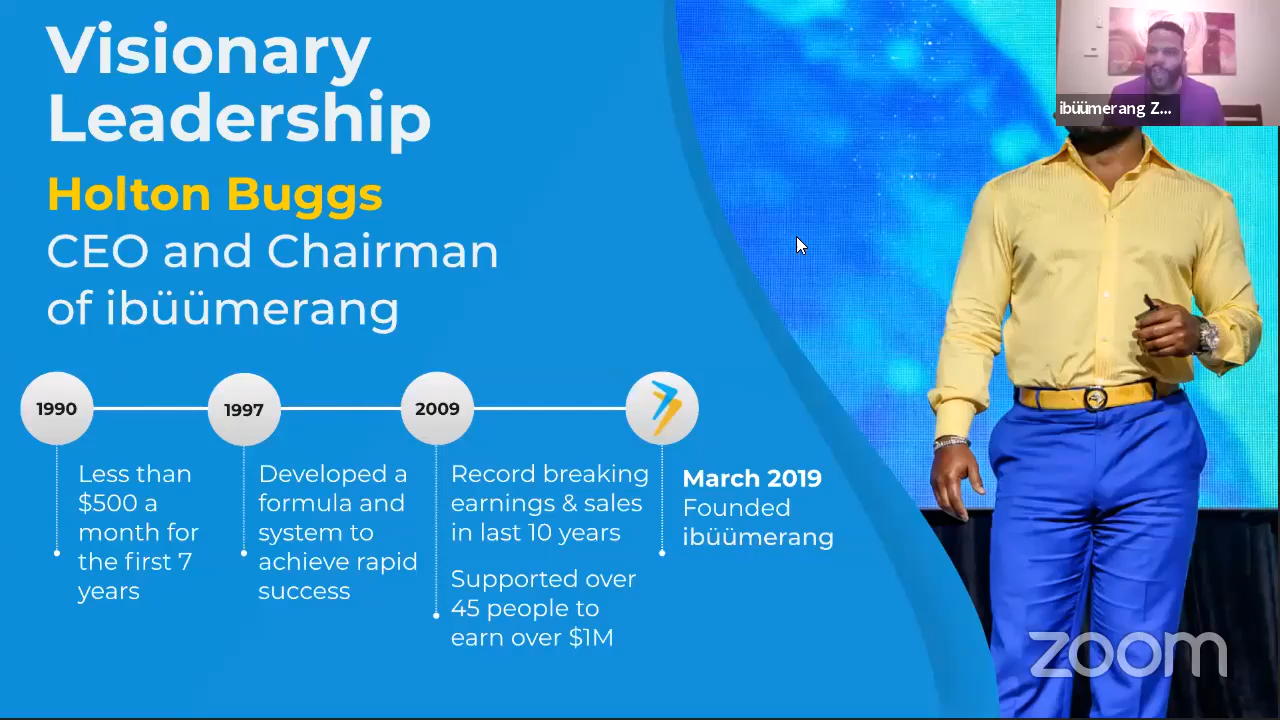 Visionary
Leadership
Holton Buggs
CEO and Chairman
of ibüümerang
1990
1997
2009
Less than
$500 a
month for
the first 7
years
Developed a
formula and
system to
achieve rapid
success
Record breaking
earnings & sales
in last 10 years
Supported over
45 people to
earn over $1M
March 2019
Founded
ibüümerang
ibüümerang Z...
zoom